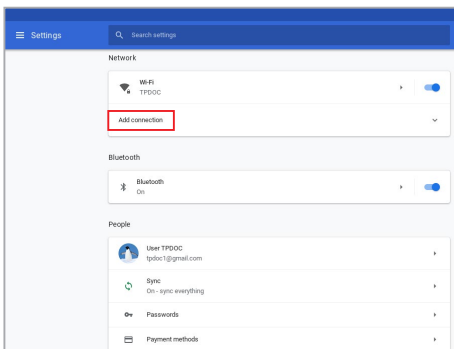 Settings
Search settings
Network
Wi-Fi
TPDOC
Add connection
Bluetooth
Bluetooth
On
People
User TPDOC
tpdoc1@gmail.com
Sync
On - sync everything
Passwords
Payment methods